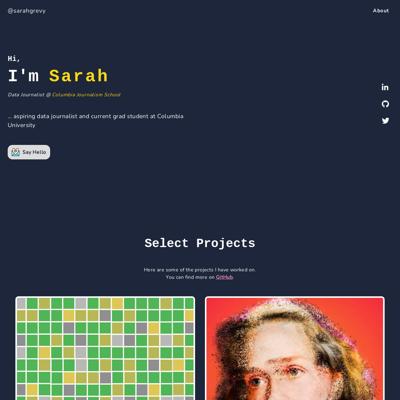 @sarahgrevy
About
Hi,
I'm Sarah
Data Journalist @ Columbia Journalism School
... aspiring data journalist and current grad student at Columbia
University
Say Hello
Select Projects
Here are some of the projects I have worked on.
You can find more on GitHub.